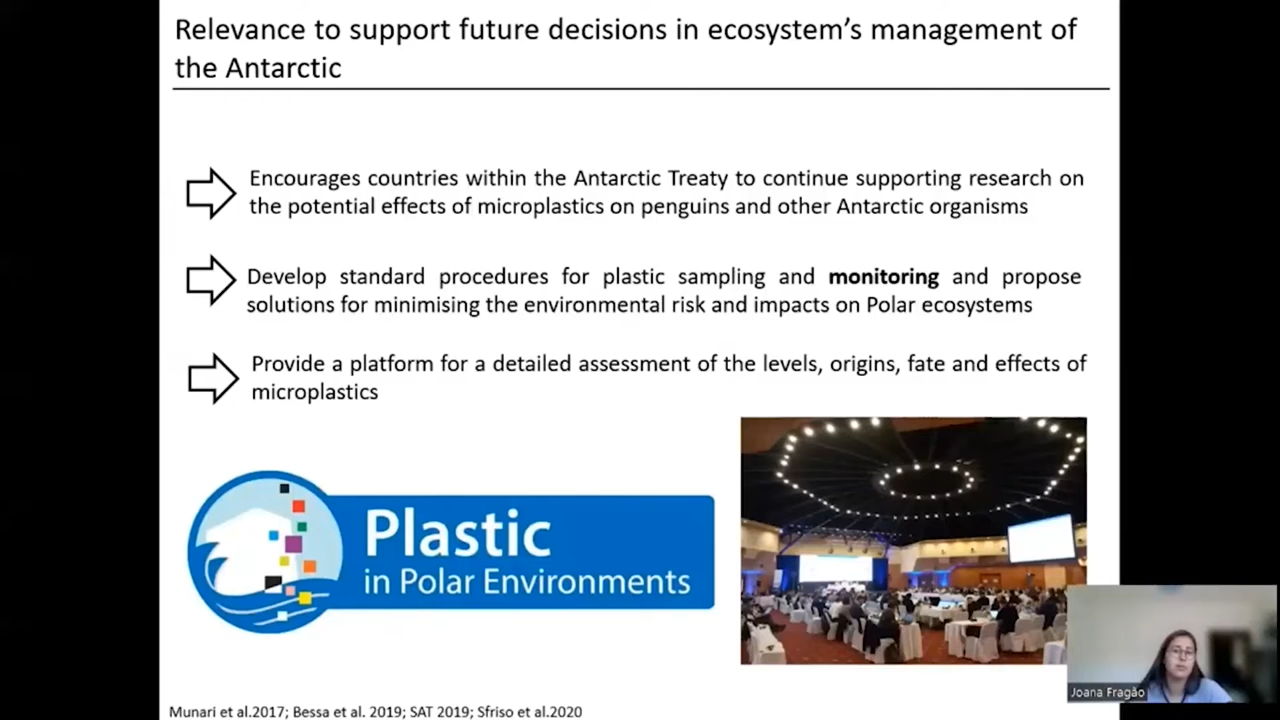 Relevance to support future decisions in ecosystem’s management of
the Antarctic
Encourages countries within the Antarctic Treaty to continue supporting research on
the potential effects of microplastics on penguins and other Antarctic organisms
Develop standard procedures for plastic sampling and monitoring and propose
solutions for minimising the environmental risk and impacts on Polar ecosystems
Provide a platform for a detailed assessment of the levels, origins, fate and effects of
microplastics
Plastic
in Polar Environments
Joana Fragão
Munari et al.2017; Bessa et al. 2019; SAT 2019; Sfriso et al.2020